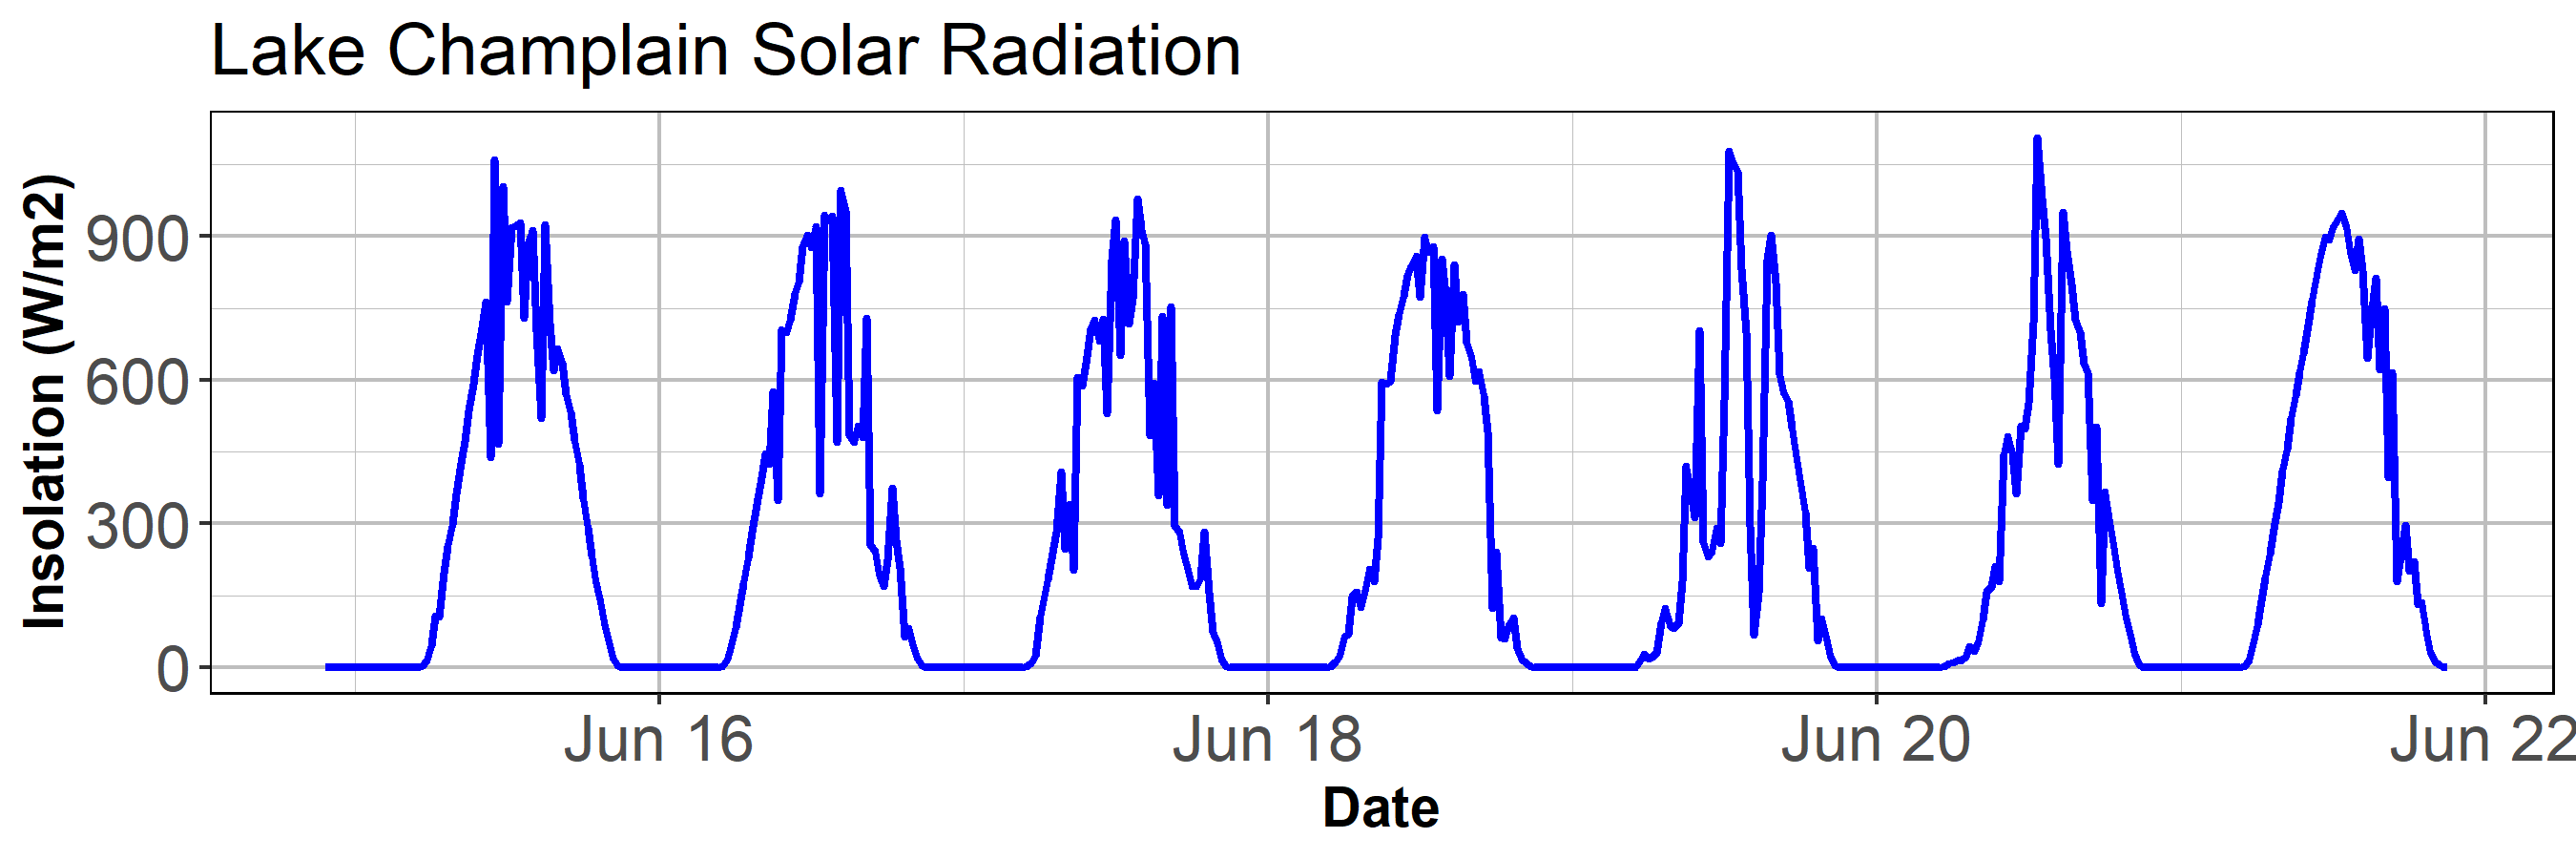 Lake Champlain Solar Radiation
Insolation (W/m2)
900
600
300
0
Jun 16
Jun 18
Jun 20
Jun 22
Date